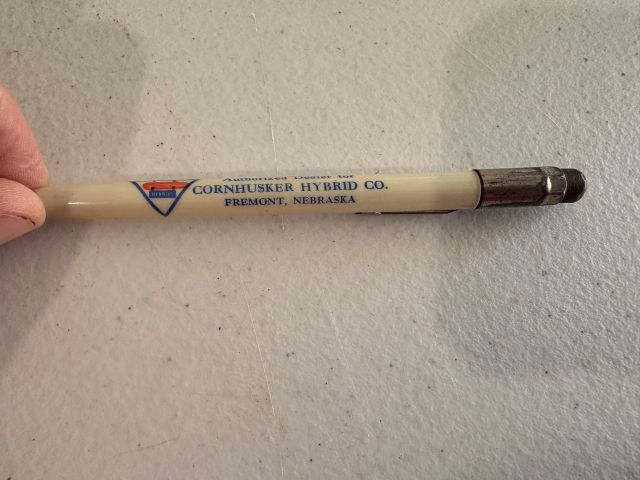 Authorized Dealer for
CORNHUSKER HYBRID CO.
FREMONT, NEBRASKA